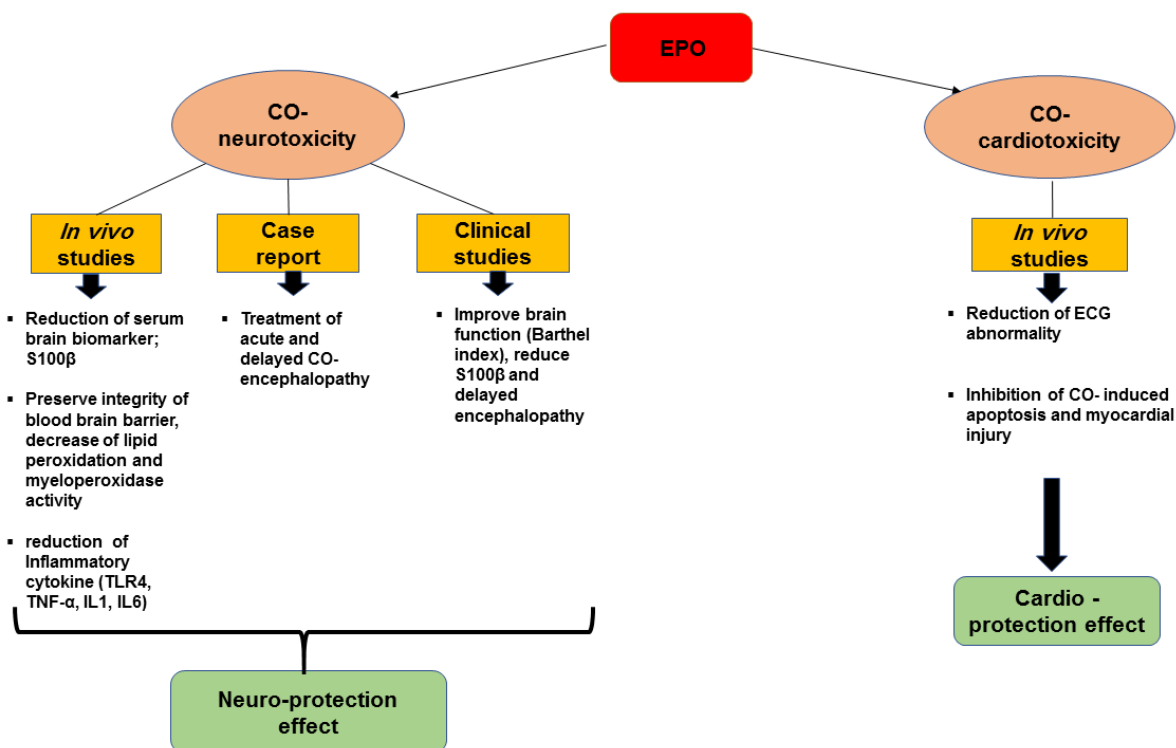 EPO
CO-
neurotoxicity
CO-
cardiotoxicity
In vivo
studies
Case
report
Clinical
studies
In vivo
studies
▪ Reduction of serum
brain biomarker;
S100β
▪ Preserve integrity of
blood brain barrier,
decrease of lipid
peroxidation and
myeloperoxidase
activity
▪ reduction of
Inflammatory
cytokine (TLR4,
TNF-α, IL1, IL6)
▪ Treatment of
acute and
delayed CO-
encephalopathy
▪ Improve brain
function (Barthel
index), reduce
S100β and
delayed
encephalopathy
▪ Reduction of ECG
abnormality
▪ Inhibition of CO- induced
apoptosis and myocardial
injury
Neuro-protection
effect
Cardio -
protection effect